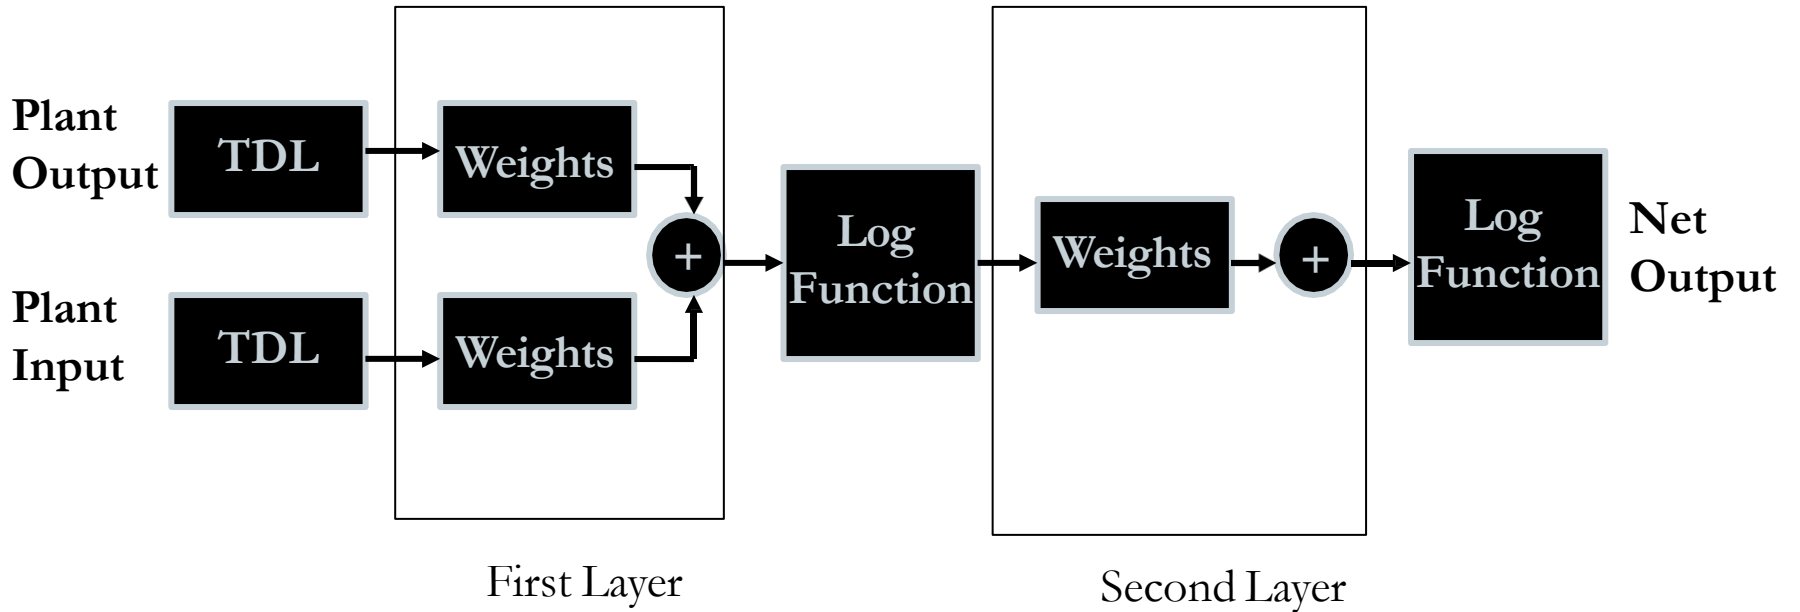 Plant
Output
TDL
Weights
+
Log
Function
Weights
+
Log
Function
Net
Output
Plant
Input
TDL
Weights
First Layer
Second Layer